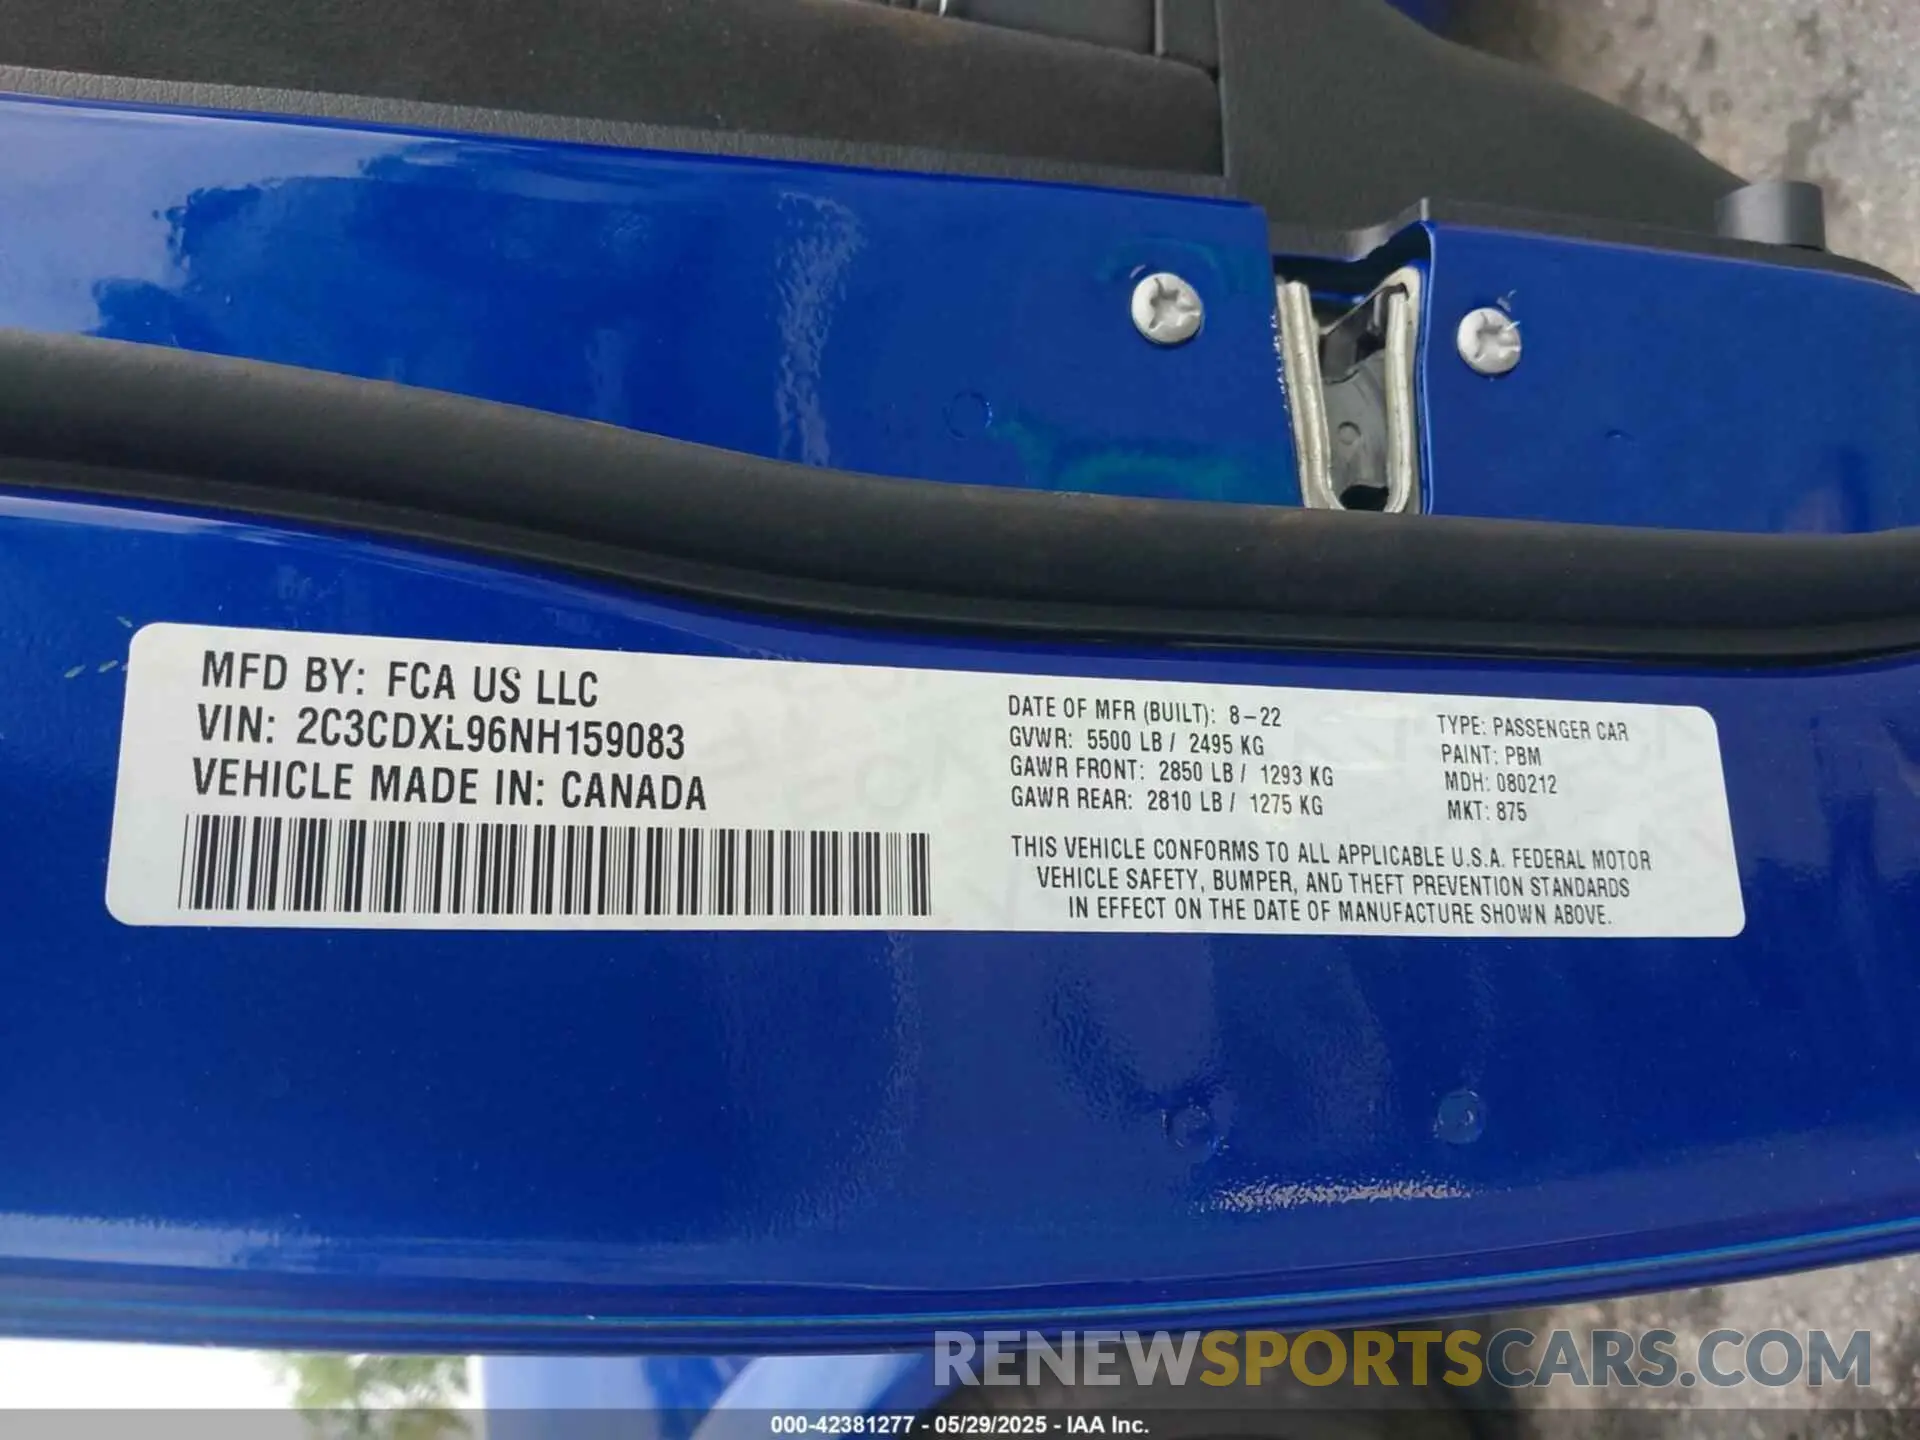 MFD BY: FCA US LLC
VIN: 2C3CDXL96NH159083
VEHICLE MADE IN: CANADA
DATE OF MFR (BUILT): 8-22
GVWR: 5500 LB / 2495 KG
GAWR FRONT: 2850 LB / 1293 KG
GAWR REAR: 2810 LB / 1275 KG
TYPE: PASSENGER CAR
PAINT: PBM
MDH: 080212
MKT: 875
THIS VEHICLE CONFORMS TO ALL APPLICABLE U.S.A. FEDERAL MOTOR
VEHICLE SAFETY, BUMPER, AND THEFT PREVENTION STANDARDS
IN EFFECT ON THE DATE OF MANUFACTURE SHOWN ABOVE.
RENEWSPORTSCARS.COM
000-42381277 - 05/29/2025 - IAA Inc.